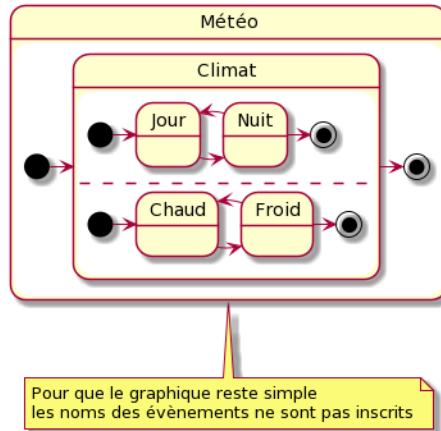 Météo
Climat
Jour Nuit
Chaud Froid
Pour que le graphique reste simple
les noms des évènements ne sont pas inscrits